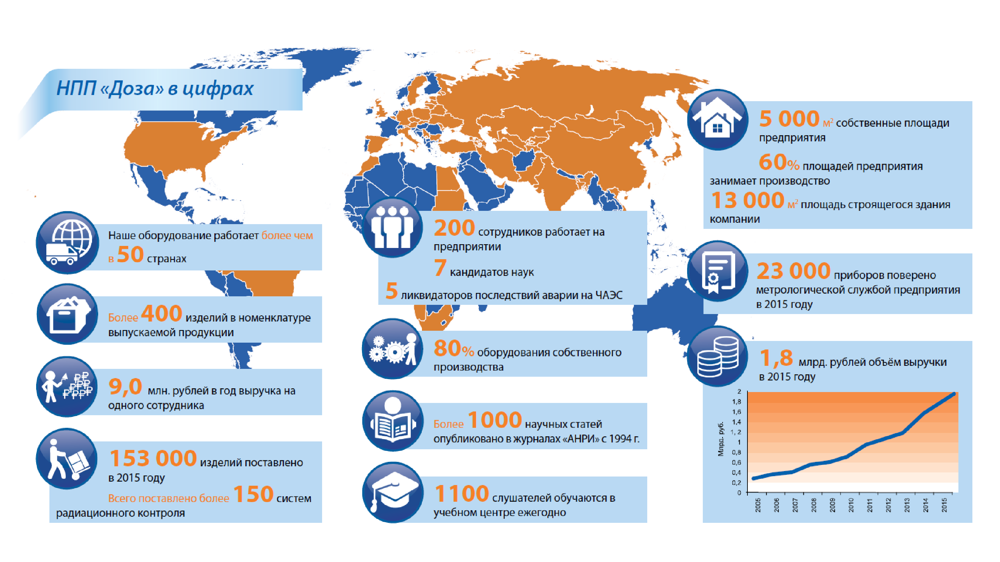 НПП «Доза» в цифрах
Наше оборудование работает более чем
в 50 странах
Более 400 изделий в номенклатуре
выпускаемой продукции
9,0 млн. рублей в год выручка на
одного сотрудника
153 000 изделий поставлено
в 2015 году
Всего поставлено более 150 систем
радиационного контроля
200 сотрудников работает на
предприятии
7 кандидатов наук
5 ликвидаторов последствий аварии на ЧАЭС
80% оборудования собственного
производства
Более 1000 научных статей
опубликовано в журналах «АНРИ» с 1994 г.
1100 слушателей обучаются в
учебном центре ежегодно
5 000 м² собственные площади
предприятия
60% площадей предприятия
занимает производство
13 000 м² площадь строящегося здания
компании
23 000 приборов поверено
метрологической службой предприятия
в 2015 году
1,8 млрд. рублей объём выручки
в 2015 году
Млрд- руб.
2
1,8
1,6
1,4
1, 2
1
0,8
0,6
0,4
0,2
0
2005
2006
2007
2008
2009
2010
2011
2012
2013
2014
2015